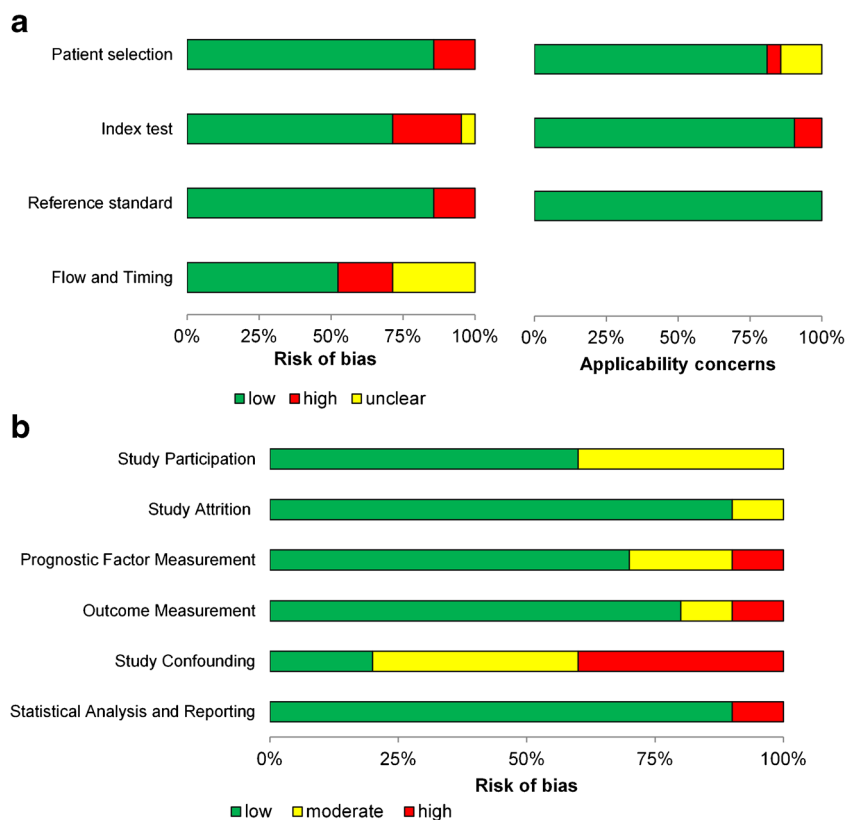 a
Patient selection
Index test
Reference standard
Flow and Timing
0% 25% 50% 75% 100%
Risk of bias
0% 25% 50% 75% 100%
Applicability concerns
low high unclear
b
Study Participation
Study Attrition
Prognostic Factor Measurement
Outcome Measurement
Study Confounding
Statistical Analysis and Reporting
0% 25% 50% 75% 100%
Risk of bias
low moderate high